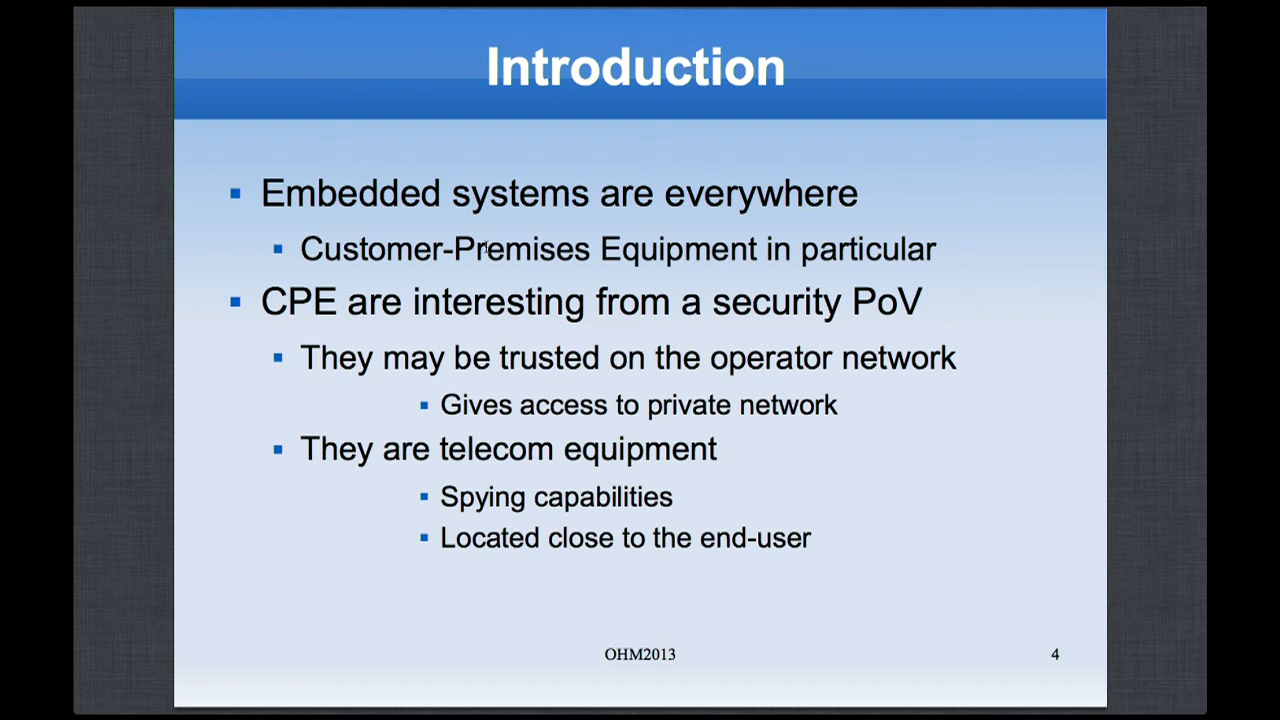 Introduction
Embedded systems are everywhere
Customer-Premises Equipment in particular
CPE are interesting from a security PoV
They may be trusted on the operator network
Gives access to private network
They are telecom equipment
Spying capabilities
Located close to the end-user
OHM2013
4